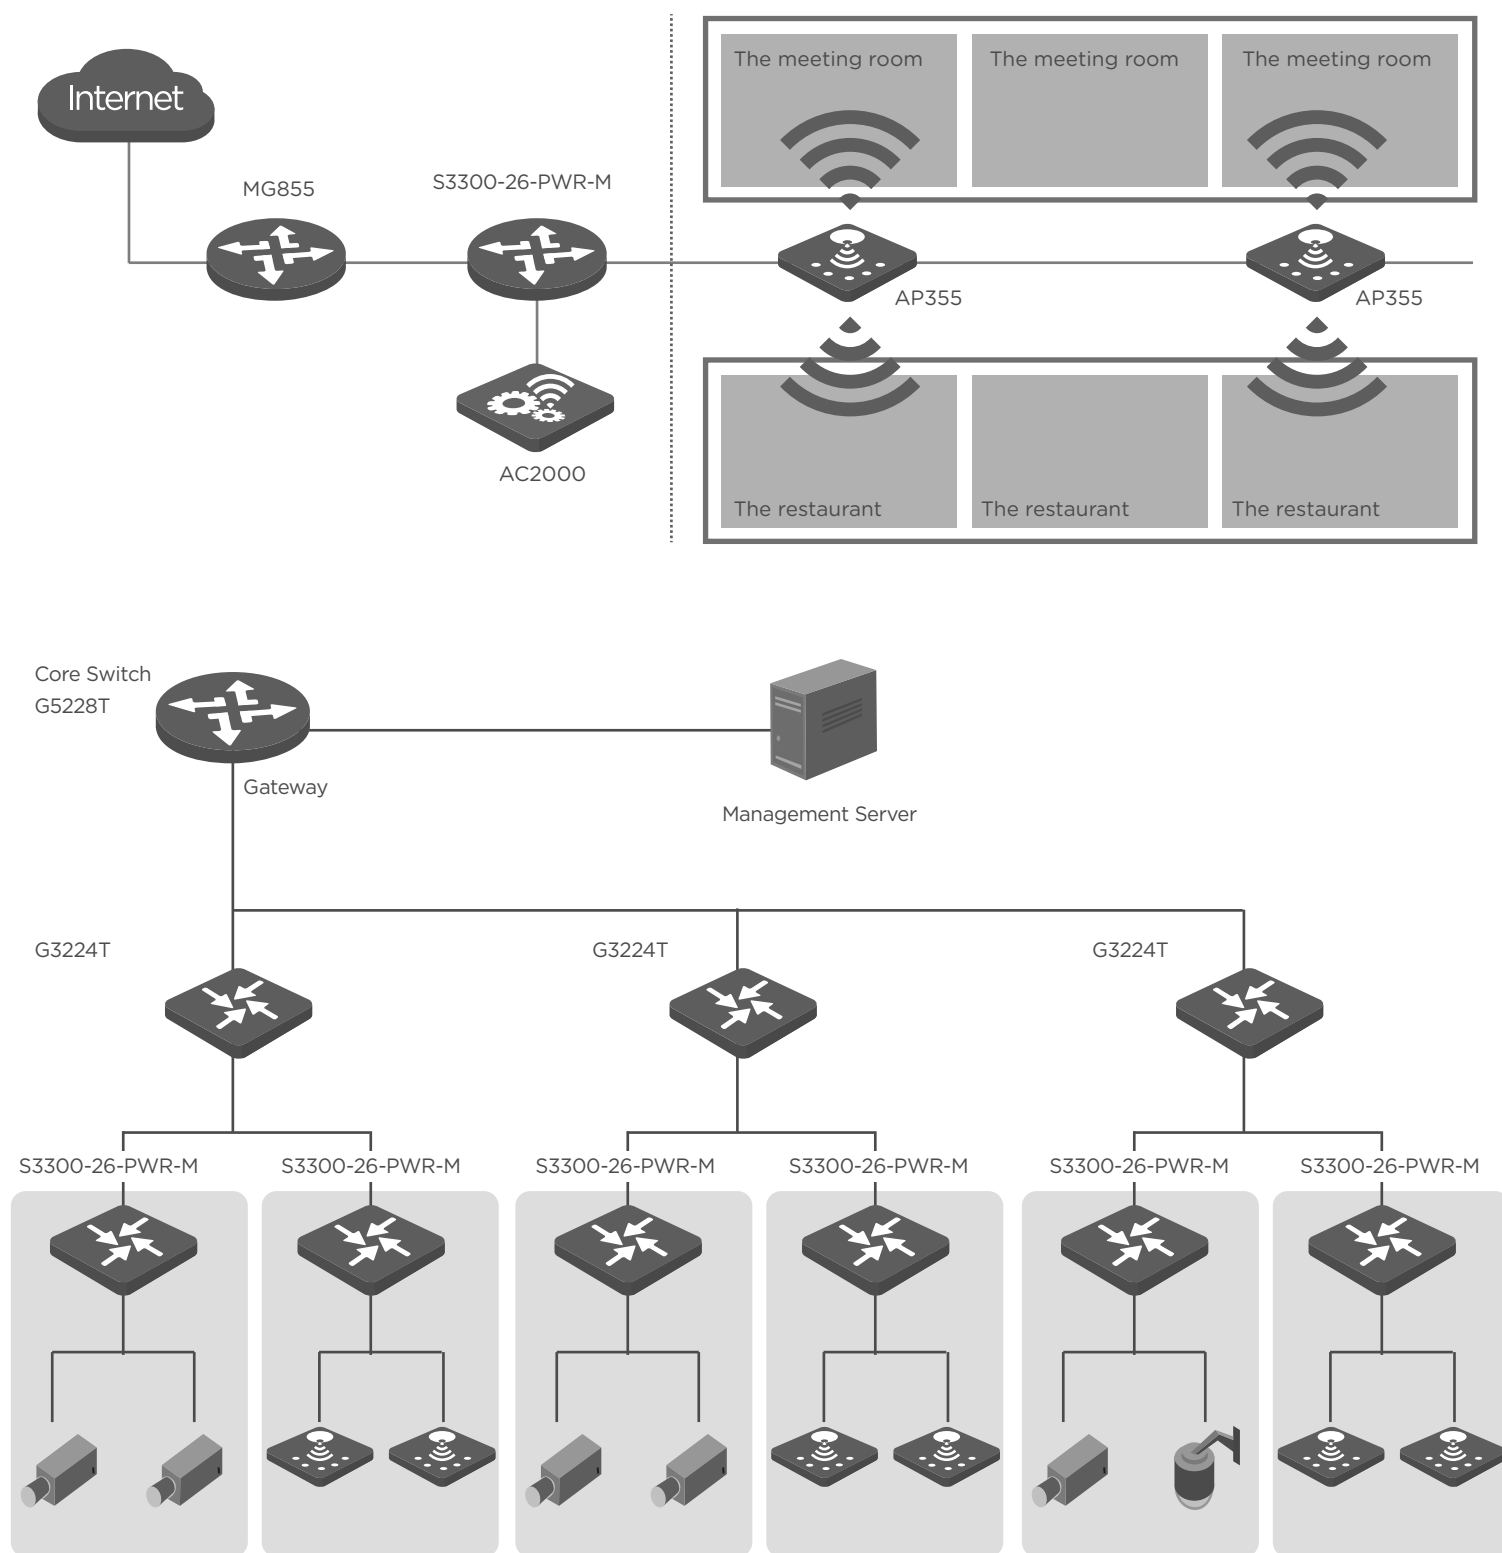 The meeting room
The meeting room
The meeting room
Internet
MG855
S3300-26-PWR-M
AP355
AP355
AC2000
The restaurant
The restaurant
The restaurant
Core Switch
G5228T
Gateway
Management Server
G3224T
G3224T
G3224T
S3300-26-PWR-M
S3300-26-PWR-M
S3300-26-PWR-M
S3300-26-PWR-M
S3300-26-PWR-M
S3300-26-PWR-M